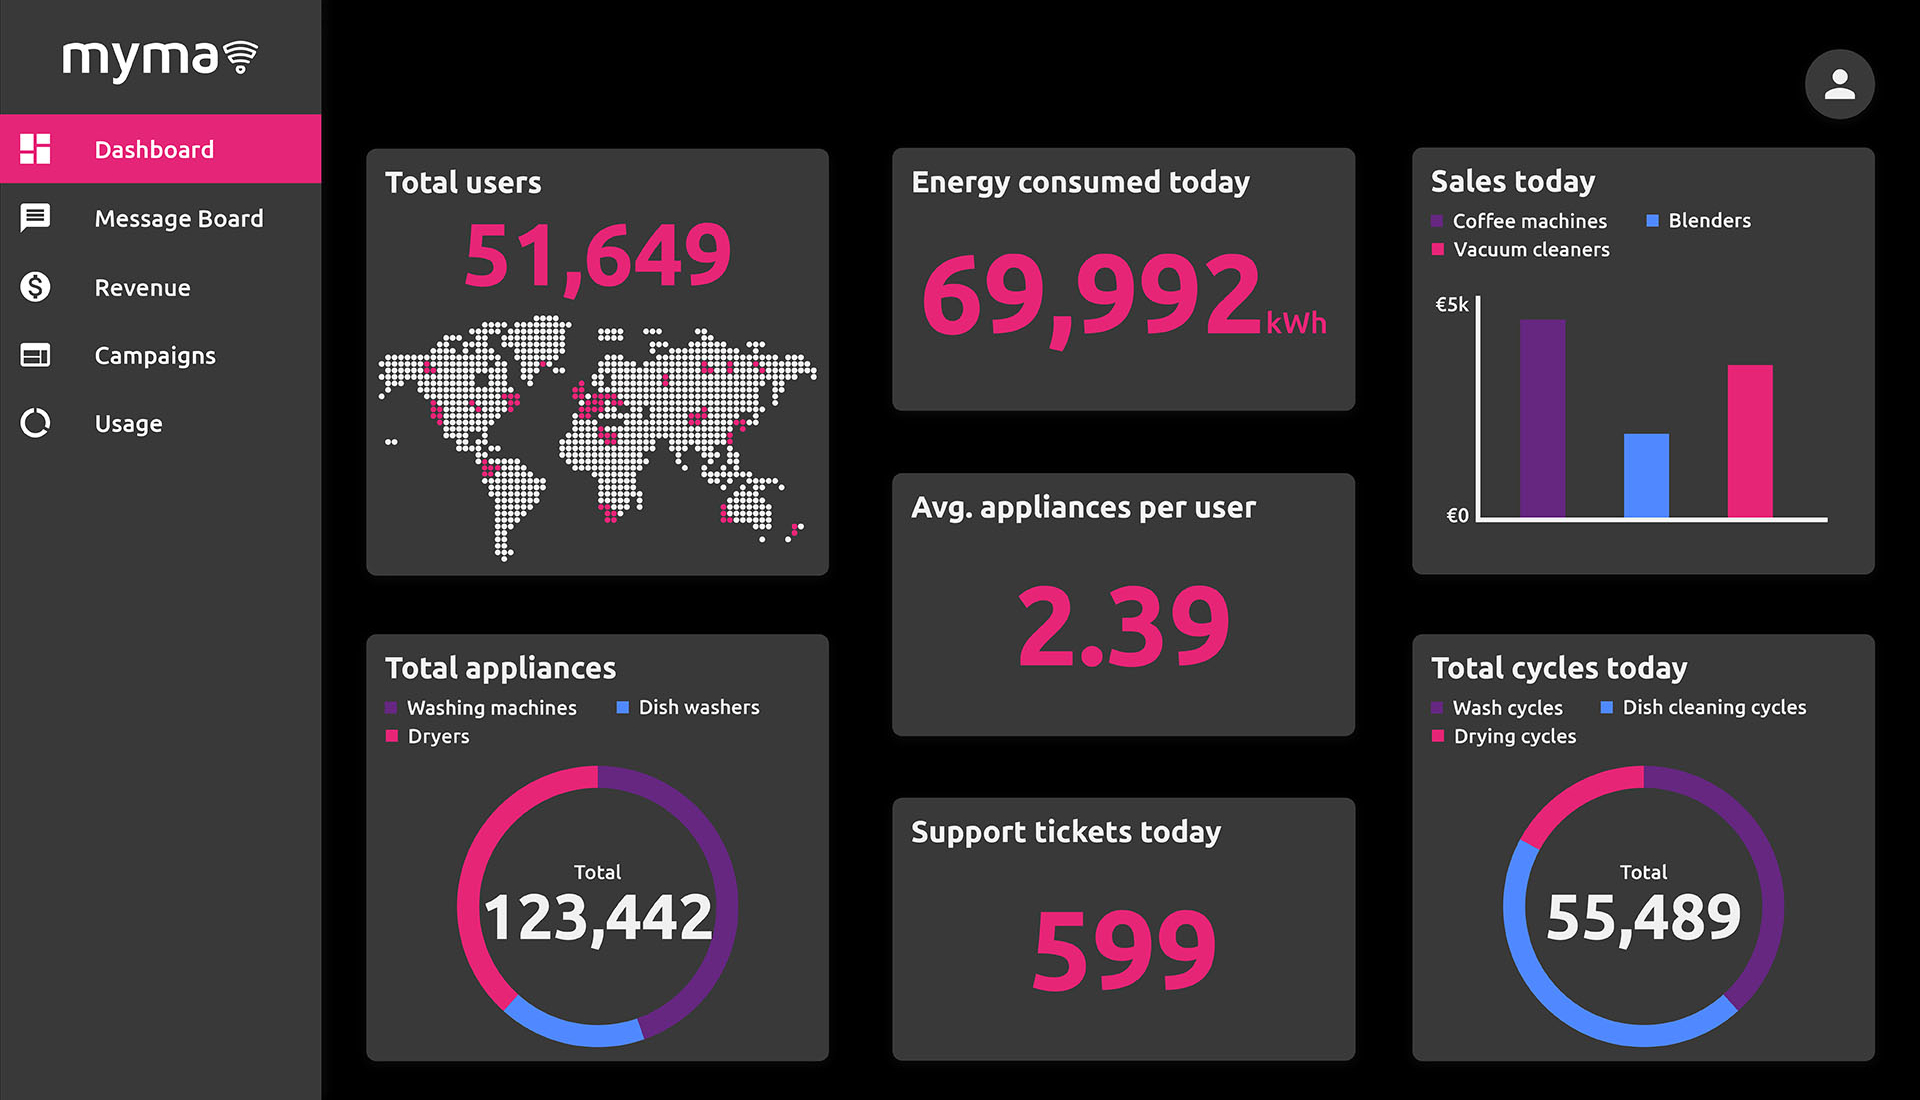 myma
Dashboard
Message Board
Revenue
Campaigns
Usage
Total users
51,649
Energy consumed today
69,992 kWh
Sales today
Coffee machines Blenders
Vacuum cleaners
€5k
€0
Avg. appliances per user
2.39
Total appliances
Washing machines Dish washers
Dryers
Total
123,442
Support tickets today
599
Total cycles today
Wash cycles Dish cleaning cycles
Drying cycles
Total
55,489